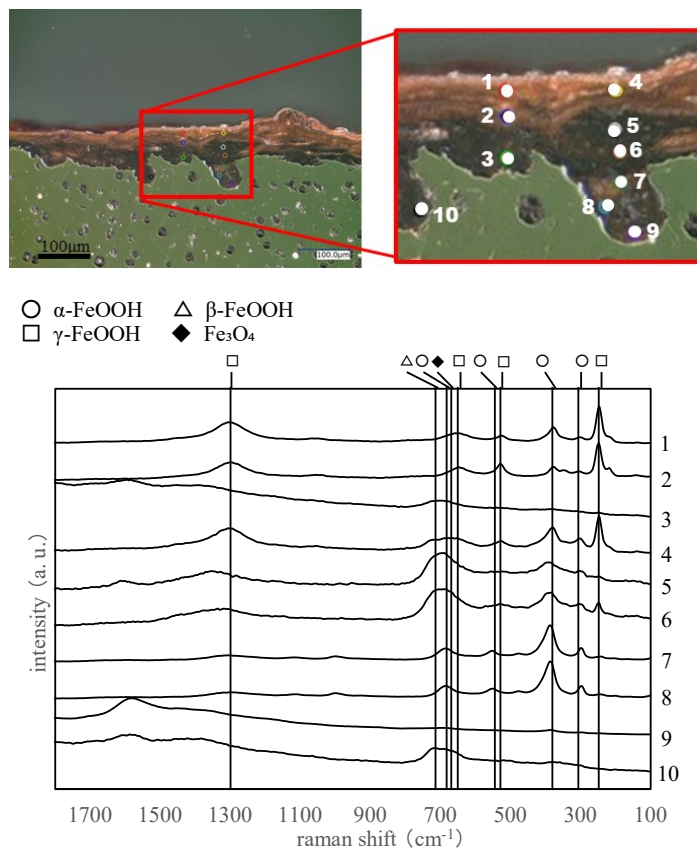 1
4
2
5
6
3
7
8
10
9
100μm
100.0μm
○ α-FeOOH △ β-FeOOH
□ γ-FeOOH ◆ Fe₃O₄
1
2
3
4
5
6
7
8
9
10
intensity (a. u.)
1700 1500 1300 1100 900 700 500 300 100
raman shift (cm⁻¹)